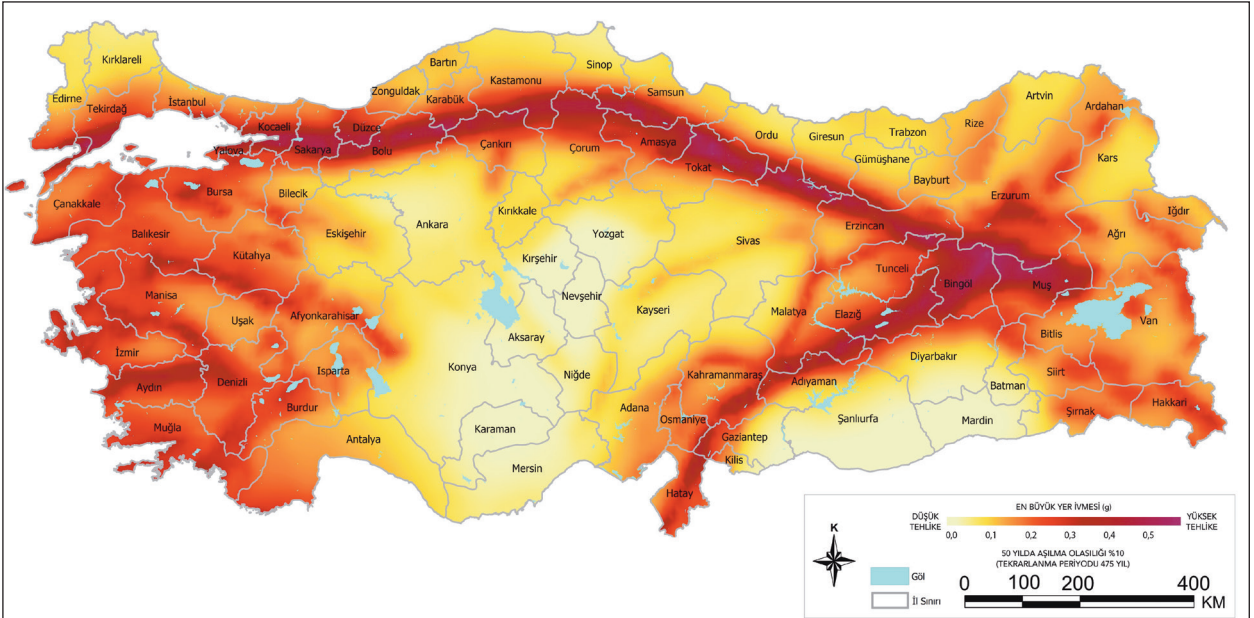 Kırklareli
Edirne
Tekirdağ
İstanbul
Kocaeli
Yalova
Sakarya
Düzce
Bolu
Zonguldak
Bartın
Karabük
Kastamonu
Sinop
Samsun
Çankırı
Çorum
Amasya
Tokat
Ordu
Giresun
Trabzon
Gümüşhane
Bayburt
Rize
Artvin
Ardahan
Kars
Iğdır
Erzurum
Ağrı
Çanakkale
Bursa
Bilecik
Balıkesir
Kütahya
Eskişehir
Ankara
Kırıkkale
Yozgat
Kırşehir
Sivas
Erzincan
Tunceli
Bingöl
Muş
Manisa
Uşak
Afyonkarahisar
Nevşehir
Kayseri
Malatya
Elazığ
Bitlis
Van
İzmir
Aydın
Denizli
Isparta
Burdur
Konya
Aksaray
Niğde
Kahramanmaraş
Adıyaman
Diyarbakır
Batman
Siirt
Muğla
Antalya
Karaman
Mersin
Adana
Osmaniye
Gaziantep
Kilis
Hatay
Şanlıurfa
Mardin
Şırnak
Hakkari
K
EN BÜYÜK YER İVMESİ (g)
DÜŞÜK
TEHLİKE
YÜKSEK
TEHLİKE
0,0 0,1 0,2 0,3 0,4 0,5
50 YILDA AŞILMA OLASILIĞI %10
(TEKRARLANMA PERİYODU 475 YIL)
Göl
İl Sınırı
0 100 200 400
KM